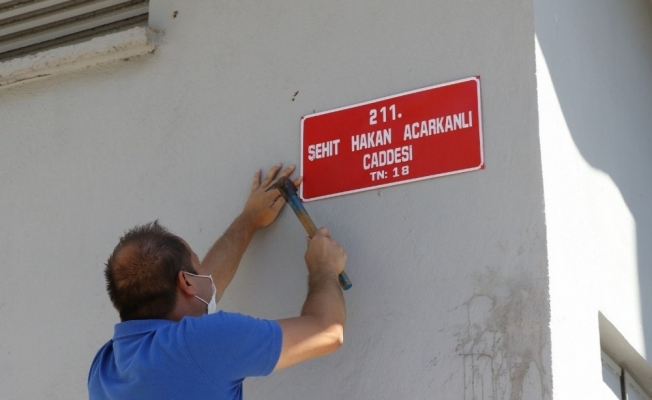 211.
ŞEHİT HAKAN ACARKANLI
CADDESİ
TN: 18